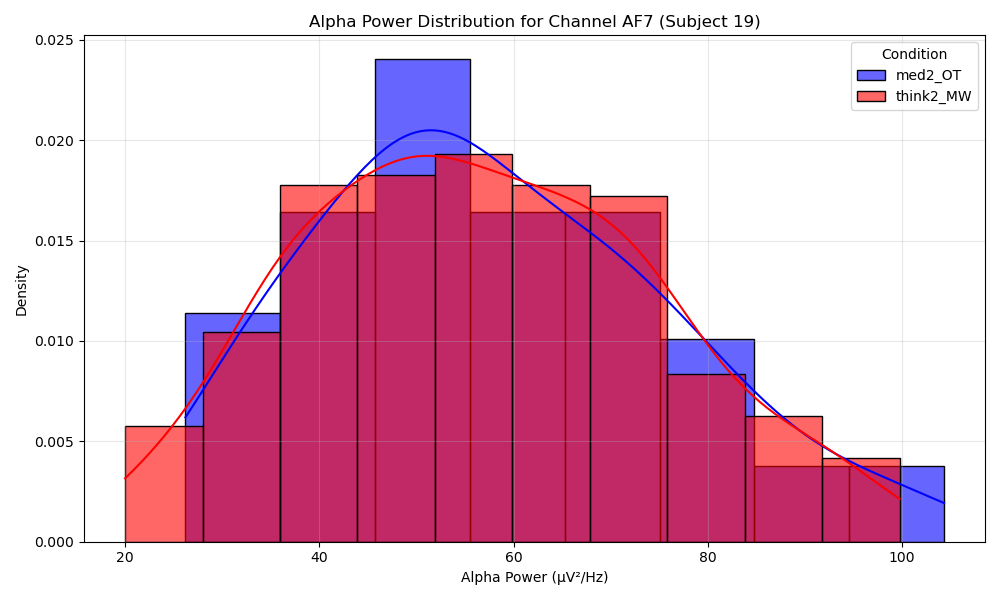 Alpha Power Distribution for Channel AF7 (Subject 19)
Condition
med2_OT
think2_MW
0.025
0.020
0.015
0.010
0.005
0.000
Density
20
40
60
80
100
Alpha Power (µV²/Hz)